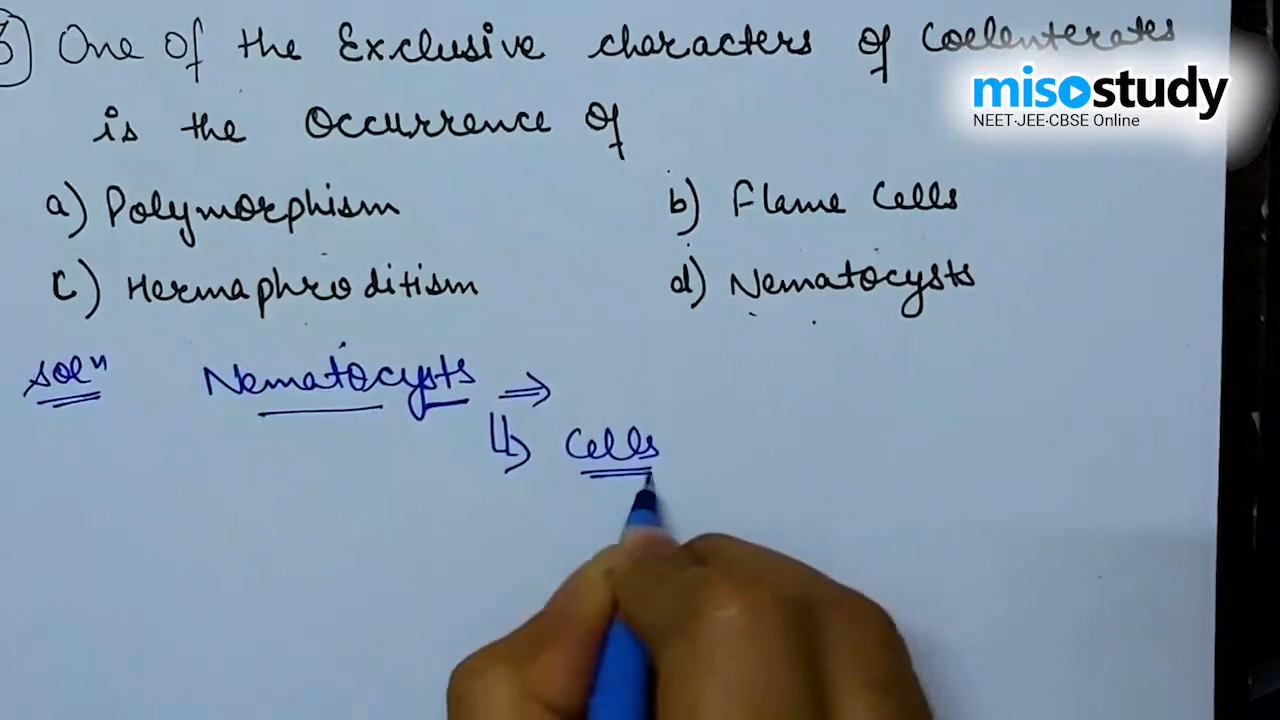 3) One of the Exclusive characters of Coelenterates
is the Occurrence of
a) Polymorphism
b) Flame Cells
c) Hermaphroditism
d) Nematocysts
Solⁿ Nematocysts ⇒
↳ Cells
misostudy
NEET-JEE-CBSE Online